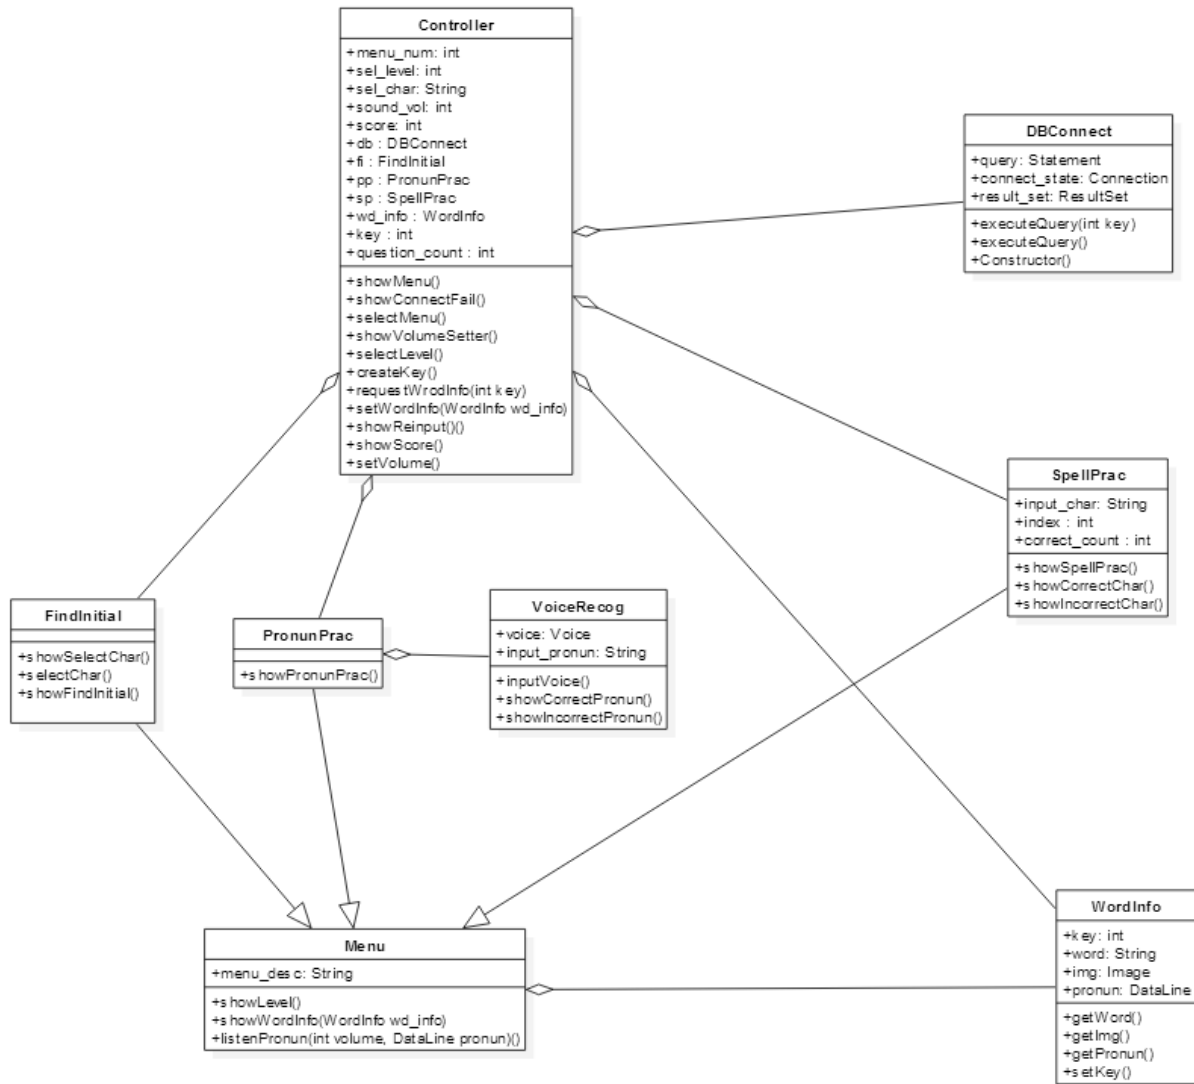 Controller
+menu_num: int
+sel_level: int
+sel_char: String
+sound_vol: int
+score: int
+db : DBConnect
+fi : FindInitial
+pp : PronunPrac
+sp : SpellPrac
+wd_info : WordInfo
+key : int
+question_count : int
+showMenu()
+showConnectFail()
+selectMenu()
+showVolumeSetter()
+selectLevel()
+createKey()
+requestWrodInfo(int key)
+setWordInfo(WordInfo wd_info)
+showReinput()()
+showScore()
+setVolume()
DBConnect
+query: Statement
+connect_state: Connection
+result_set: ResultSet
+executeQuery(int key)
+executeQuery()
+Constructor()
SpellPrac
+input_char: String
+index : int
+correct_count : int
+showSpellPrac()
+showCorrectChar()
+showIncorrectChar()
FindInitial
+showSelectChar()
+selectChar()
+showFindInitial()
PronunPrac
+showPronunPrac()
VoiceRecog
+voice: Voice
+input_pronun: String
+inputVoice()
+showCorrectPronun()
+showIncorrectPronun()
Menu
+menu_desc: String
+showLevel()
+showWordInfo(WordInfo wd_info)
+listenPronun(int volume, DataLine pronun)()
WordInfo
+key: int
+word: String
+img: Image
+pronun: DataLine
+getWord()
+getImg()
+getPronun()
+setKey()